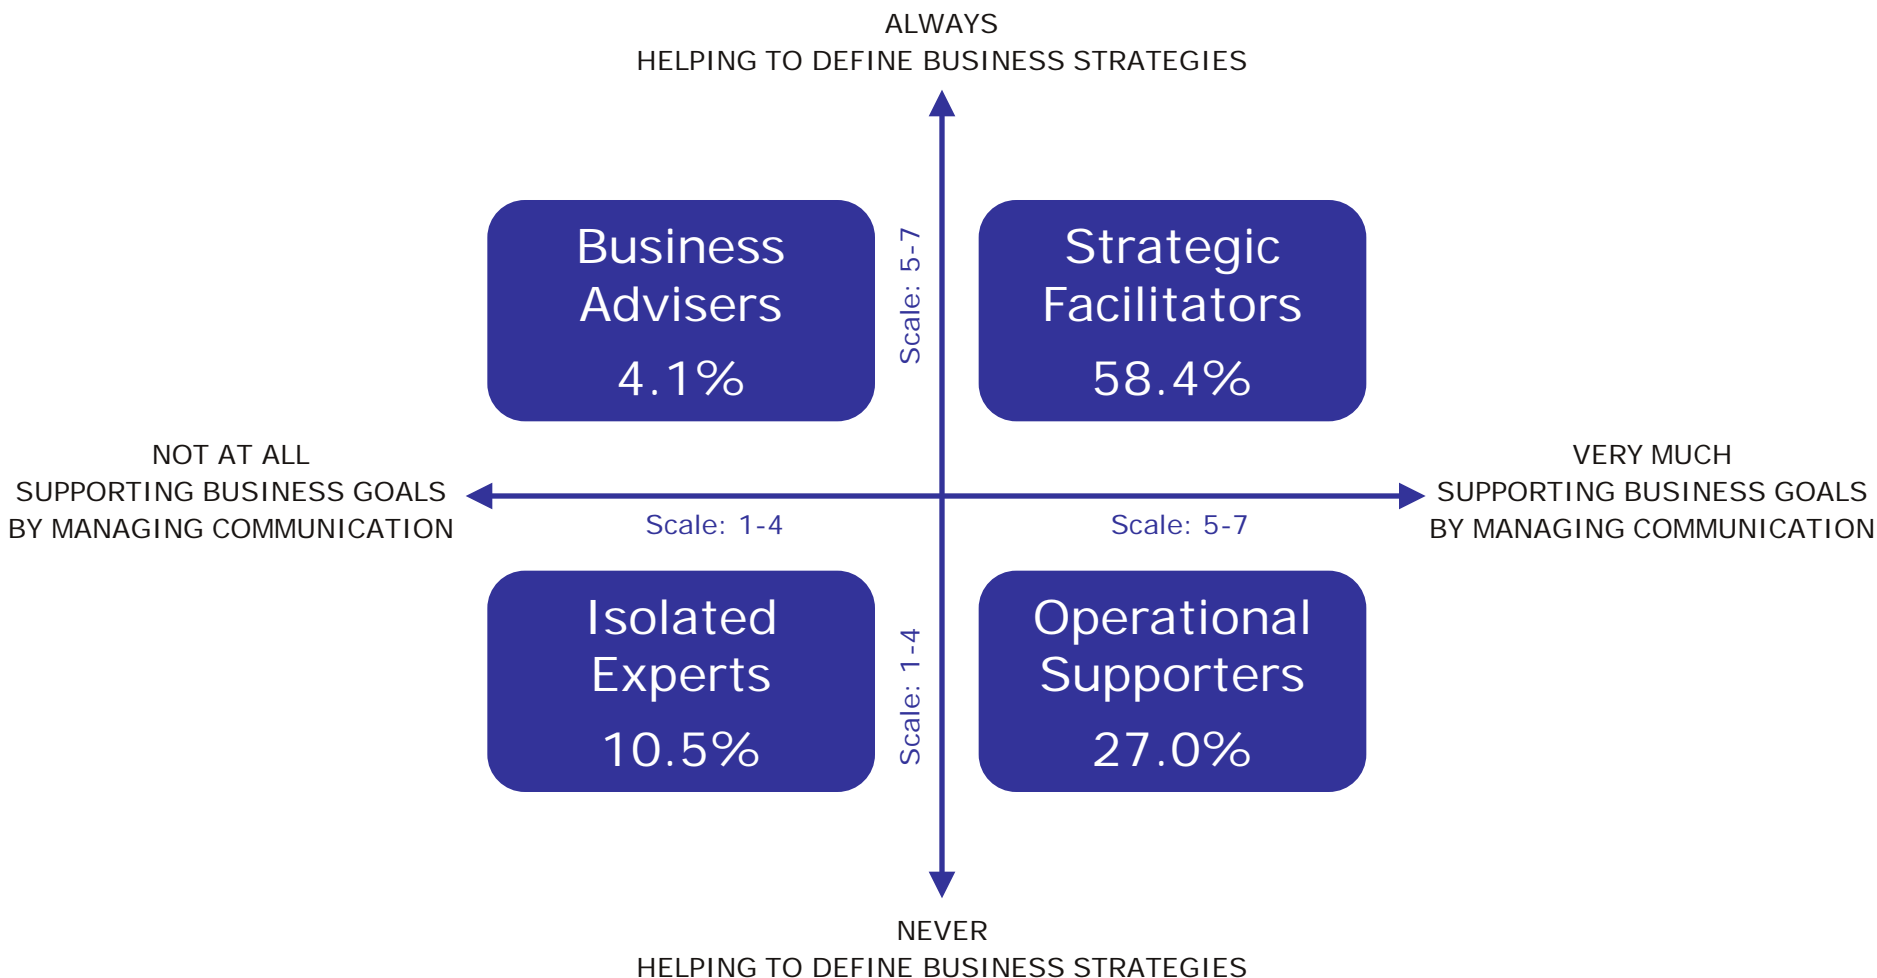 ALWAYS
HELPING TO DEFINE BUSINESS STRATEGIES
Business
Advisers
4.1%
Scale: 5-7
Strategic
Facilitators
58.4%
NOT AT ALL
SUPPORTING BUSINESS GOALS
BY MANAGING COMMUNICATION
VERY MUCH
SUPPORTING BUSINESS GOALS
BY MANAGING COMMUNICATION
Scale: 1-4
Scale: 5-7
Isolated
Experts
10.5%
Scale: 1-4
Operational
Supporters
27.0%
NEVER
HELPING TO DEFINE BUSINESS STRATEGIES